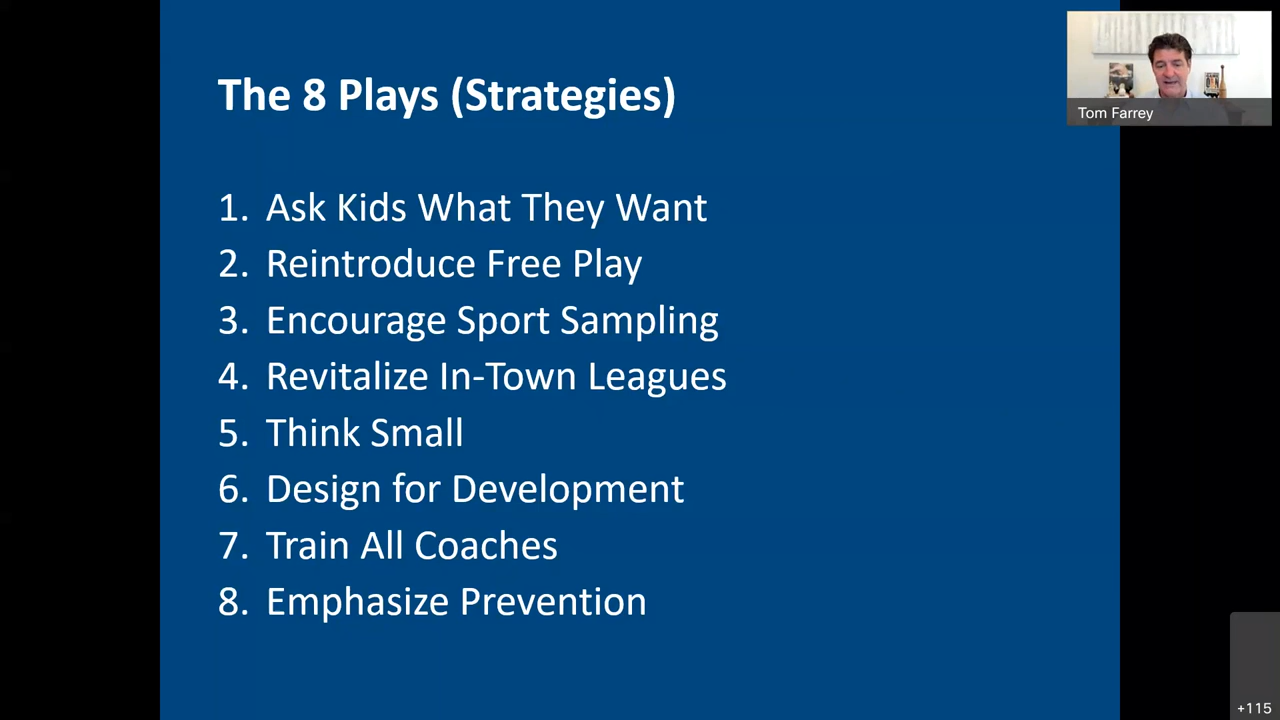 The 8 Plays (Strategies)
1. Ask Kids What They Want
2. Reintroduce Free Play
3. Encourage Sport Sampling
4. Revitalize In-Town Leagues
5. Think Small
6. Design for Development
7. Train All Coaches
8. Emphasize Prevention
Tom Farrey
+115